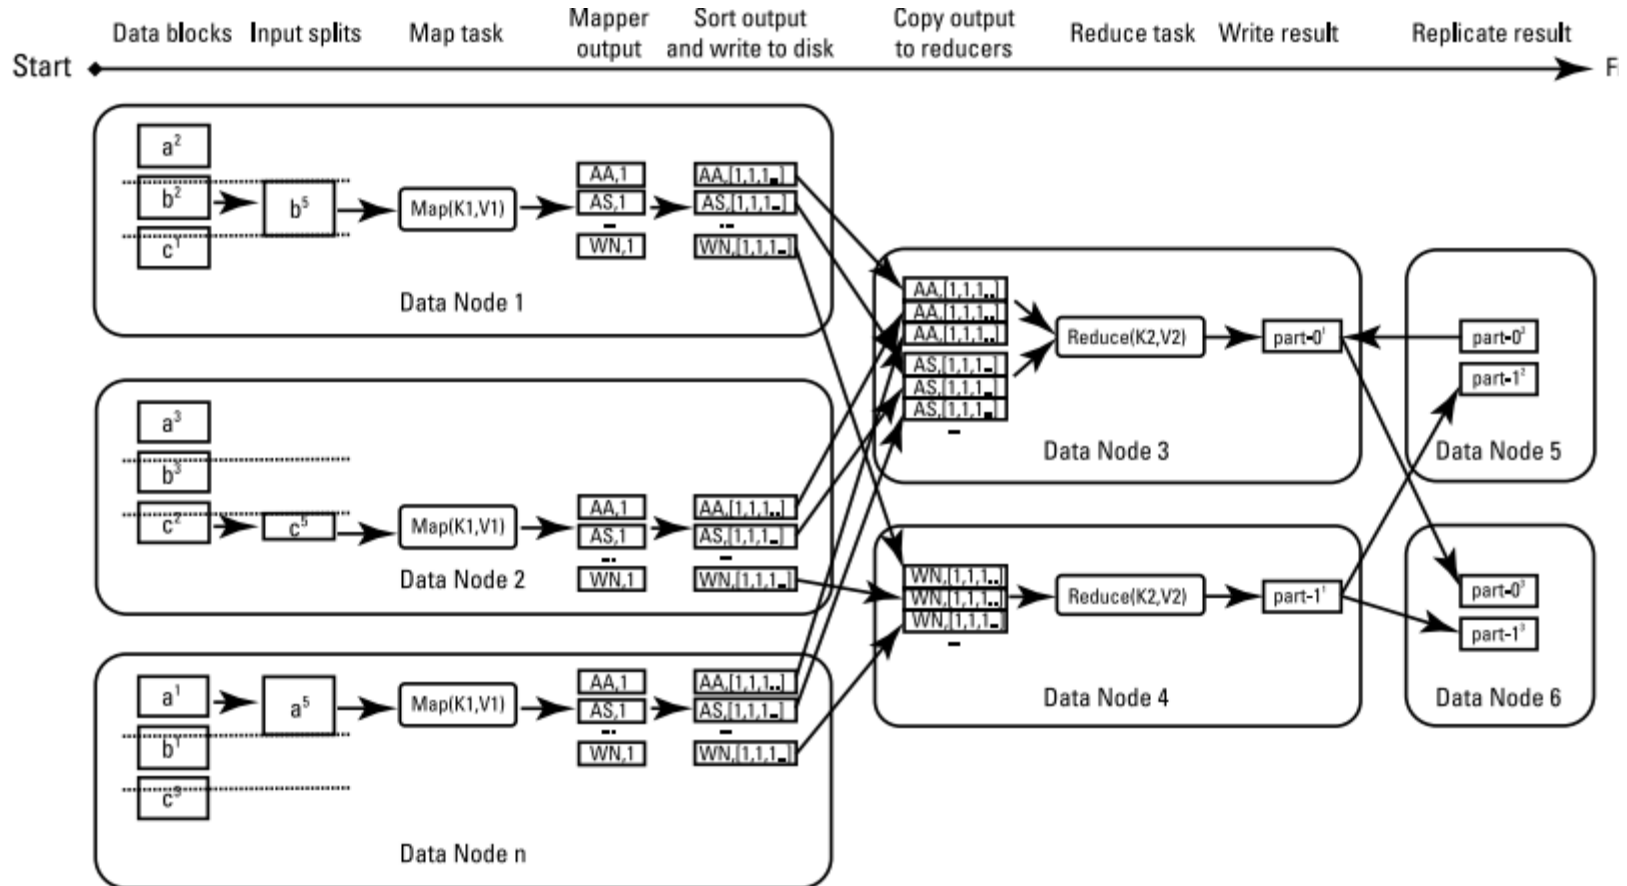 Data blocks
Input splits
Map task
Mapper
output
Sort output
and write to disk
Copy output
to reducers
Reduce task
Write result
Replicate result
Start
a²
b²
c¹
b⁵
Map(K1,V1)
AA,1
AS,1
WN,1
AA,[1,1,1..]
AS,[1,1,1..]
WN,[1,1,1..]
Data Node 1
a³
b³
c²
c⁵
Map(K1,V1)
AA,1
AS,1
WN,1
AA,[1,1,1..]
AS,[1,1,1..]
WN,[1,1,1..]
Data Node 2
a¹
b¹
c³
a⁵
Map(K1,V1)
AA,1
AS,1
WN,1
AA,[1,1,1..]
AS,[1,1,1..]
WN,[1,1,1..]
Data Node n
AA,[1,1,1..]
AA,[1,1,1..]
AA,[1,1,1..]
AS,[1,1,1..]
AS,[1,1,1..]
AS,[1,1,1..]
Reduce(K2,V2)
part-0¹
Data Node 3
WN,[1,1,1..]
WN,[1,1,1..]
WN,[1,1,1..]
Reduce(K2,V2)
part-1¹
Data Node 4
part-0²
part-1²
Data Node 5
part-0³
part-1³
Data Node 6